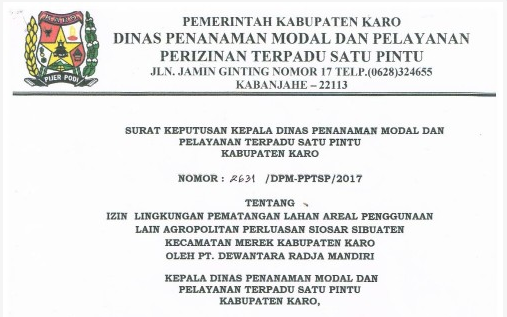 PEMERINTAH KABUPATEN KARO
DINAS PENANAMAN MODAL DAN PELAYANAN
PERIZINAN TERPADU SATU PINTU
JLN. JAMIN GINTING NOMOR 17 TELP.(0628)324655
KABANJAHE – 22113
PIJER PODI
SURAT KEPUTUSAN KEPALA DINAS PENANAMAN MODAL DAN
PELAYANAN TERPADU SATU PINTU
KABUPATEN KARO
NOMOR : 2631 /DPM-PPTSP/2017
TENTANG
IZIN LINGKUNGAN PEMATANGAN LAHAN AREAL PENGGUNAAN
LAIN AGROPOLITAN PERLUASAN SIOSAR SIBUATEN
KECAMATAN MEREK KABUPATEN KARO
OLEH PT. DEWANTARA RADJA MANDIRI
KEPALA DINAS PENANAMAN MODAL DAN
PELAYANAN TERPADU SATU PINTU
KABUPATEN KARO,